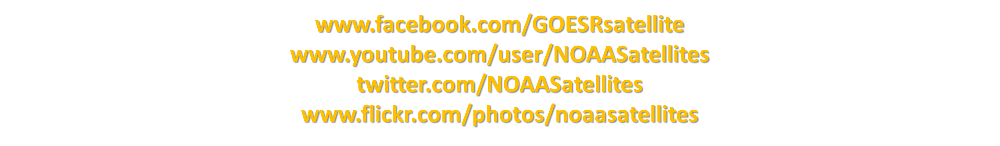 www.facebook.com/GOESRsatellite
www.youtube.com/user/NOAASatellites
twitter.com/NOAASatellites
www.flickr.com/photos/noaasatellites